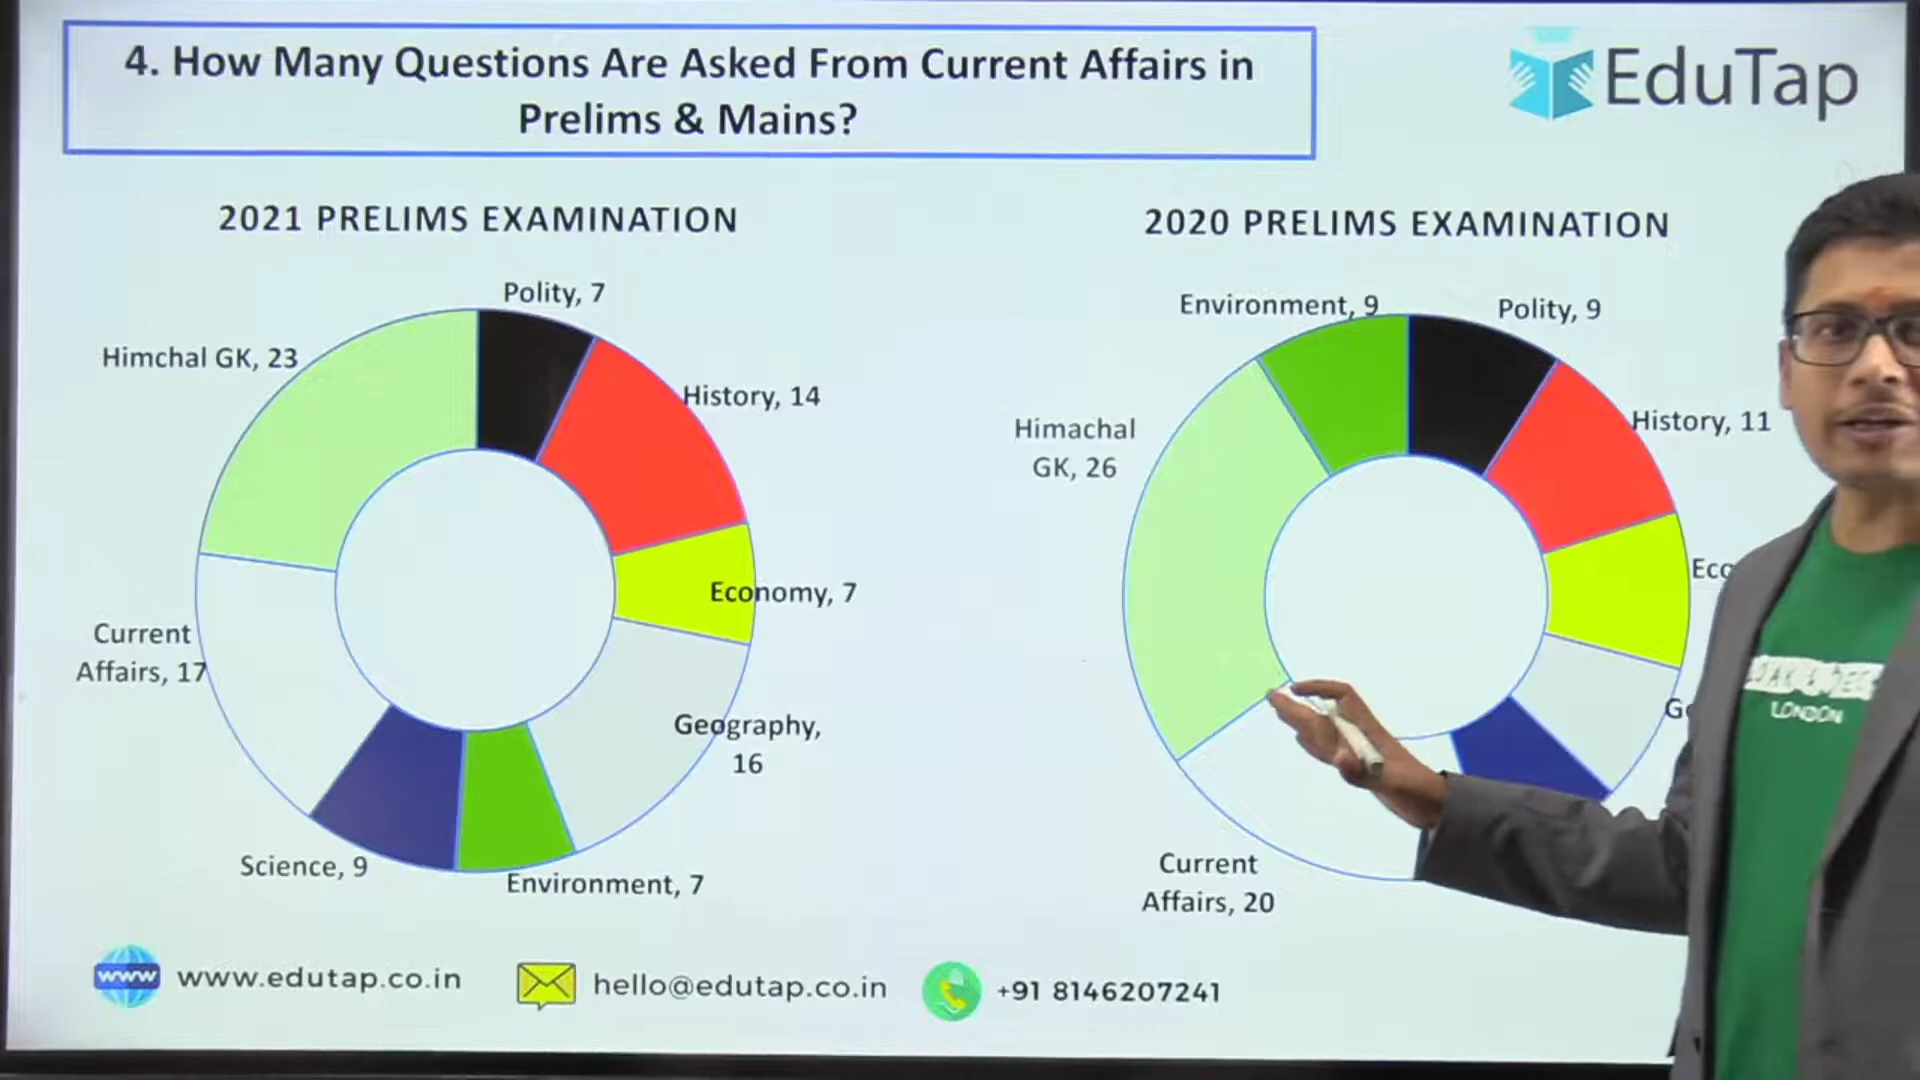 4. How Many Questions Are Asked From Current Affairs in
Prelims & Mains?
EduTap
2021 PRELIMS EXAMINATION
Polity, 7
Himchal GK, 23
History, 14
Economy, 7
Current
Affairs, 17
Geography,
16
Science, 9
Environment, 7
2020 PRELIMS EXAMINATION
Environment, 9
Polity, 9
Himachal
GK, 26
History, 11
Current
Affairs, 20
LONDON
www
www.edutap.co.in
hello@edutap.co.in
+91 8146207241